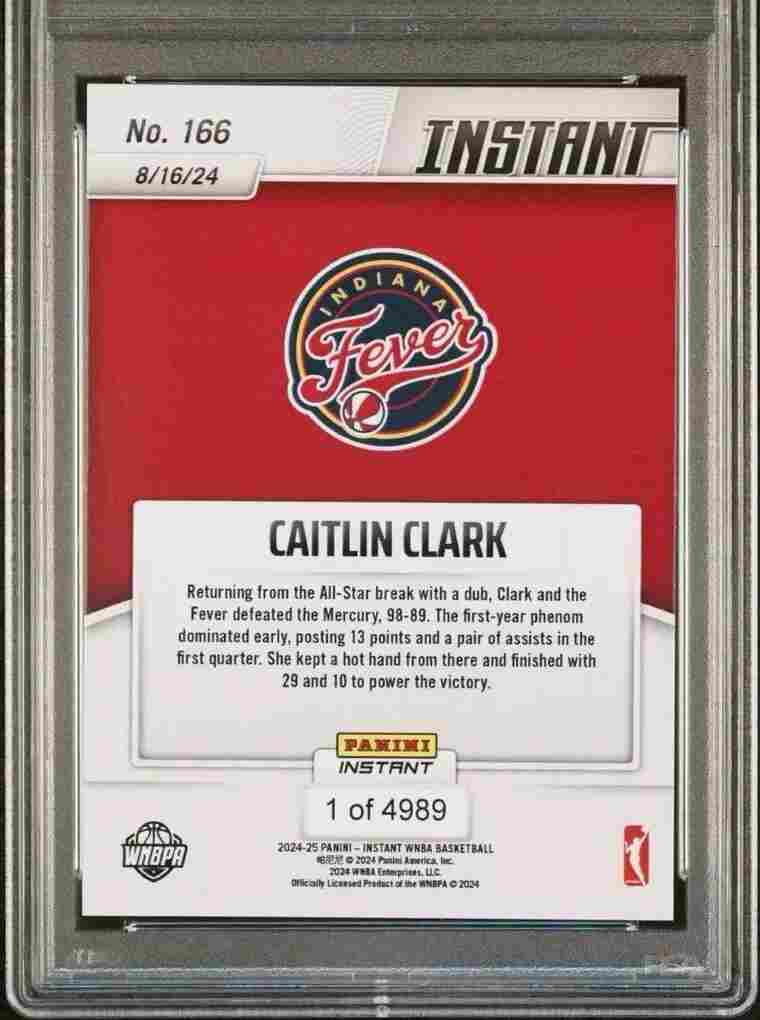 No. 166
INSTANT
8/16/24
INDIANA
Fever
CAITLIN CLARK
Returning from the All-Star break with a dub, Clark and the
Fever defeated the Mercury, 98-89. The first-year phenom
dominated early, posting 13 points and a pair of assists in the
first quarter. She kept a hot hand from there and finished with
29 and 10 to power the victory.
PANINI
INSTANT
1 of 4989
WNBPA
2024-25 PANINI – INSTANT WNBA BASKETBALL
帕尼尼 © 2024 Panini America, Inc.
2024 WNBA Enterprises, LLC.
Officially Licensed Product of the WNBPA © 2024